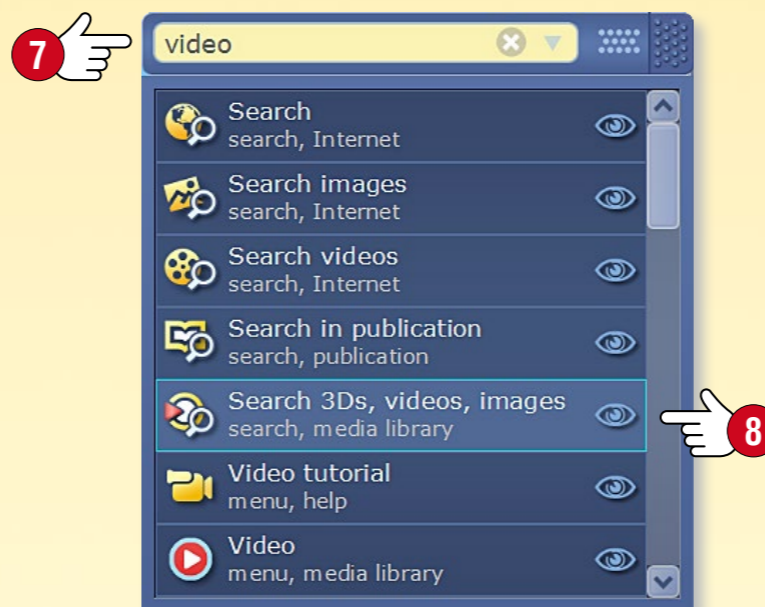 7
video
Search
search, Internet
Search images
search, Internet
Search videos
search, Internet
Search in publication
search, publication
Search 3Ds, videos, images
search, media library
8
Video tutorial
menu, help
Video
menu, media library